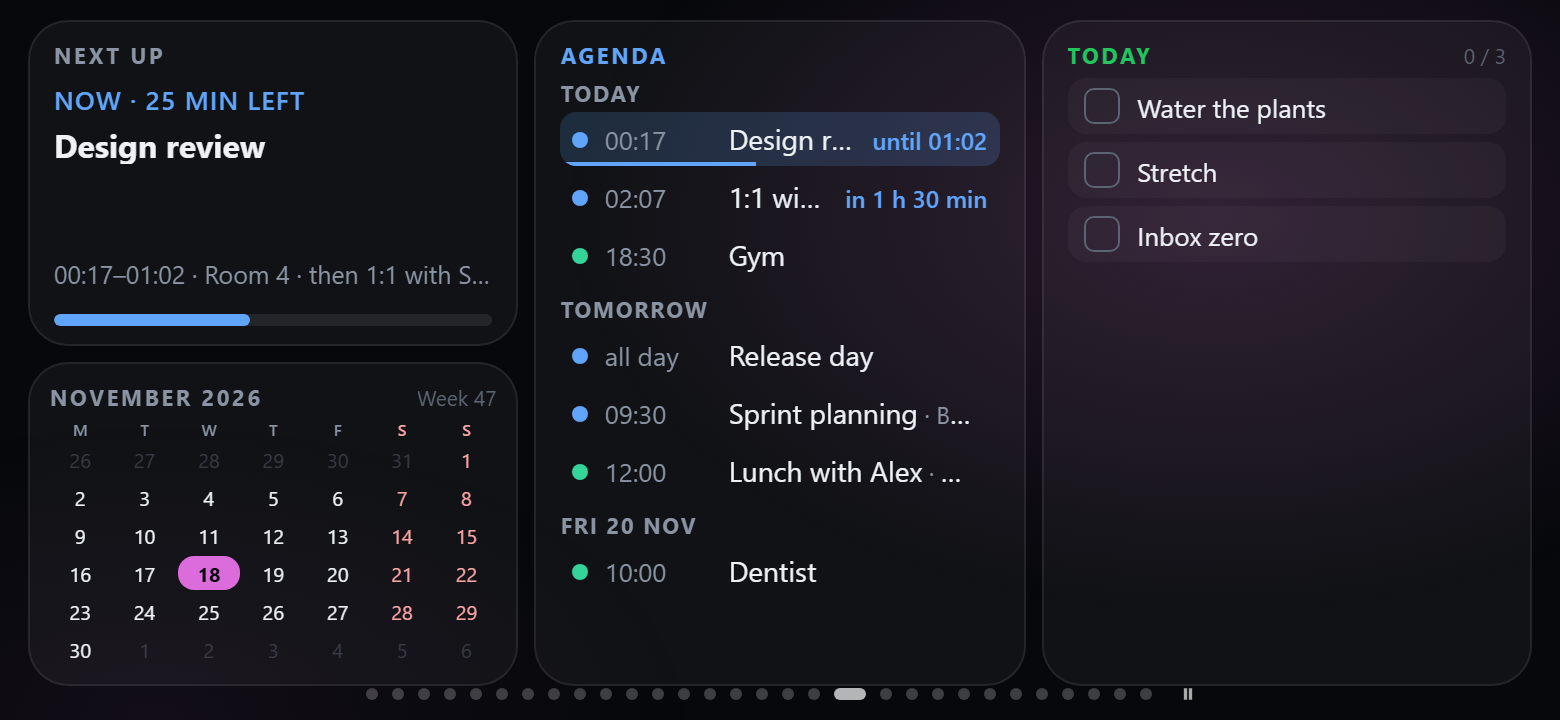 NEXT UP
NOW · 25 MIN LEFT
Design review
00:17–01:02 · Room 4 · then 1:1 with S...
NOVEMBER 2026 Week 47
M T W T F S S
26 27 28 29 30 31 1
2 3 4 5 6 7 8
9 10 11 12 13 14 15
16 17 18 19 20 21 22
23 24 25 26 27 28 29
30 1 2 3 4 5 6
AGENDA
TODAY
00:17 Design r... until 01:02
02:07 1:1 wi... in 1 h 30 min
18:30 Gym
TOMORROW
all day Release day
09:30 Sprint planning · B...
12:00 Lunch with Alex · ...
FRI 20 NOV
10:00 Dentist
TODAY 0 / 3
Water the plants
Stretch
Inbox zero